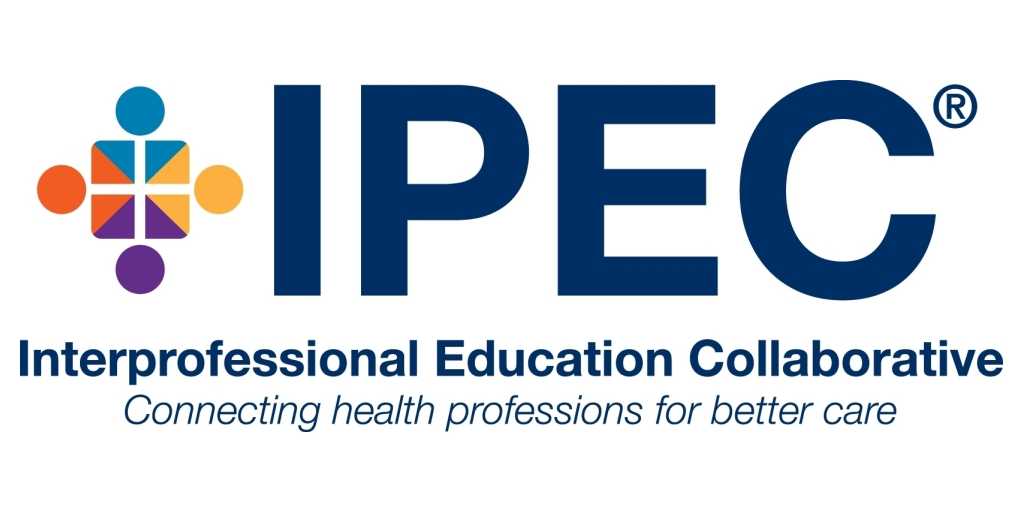 IPEC®
Interprofessional Education Collaborative
Connecting health professions for better care